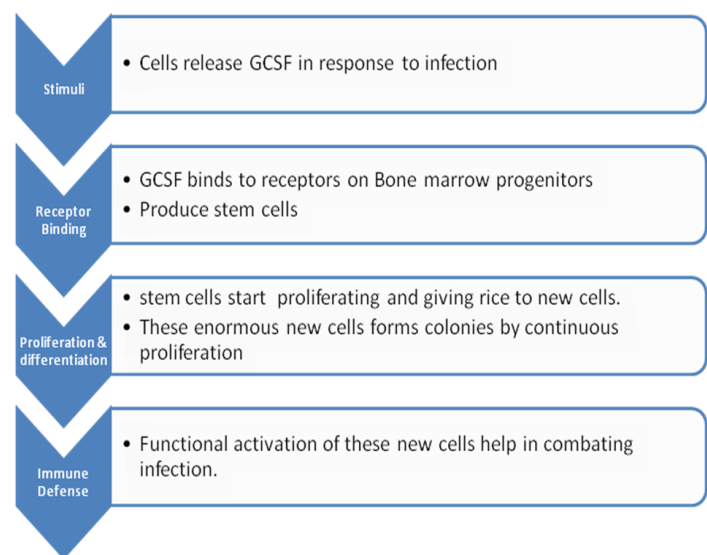 Stimuli
• Cells release GCSF in response to infection
Receptor
Binding
• GCSF binds to receptors on Bone marrow progenitors
• Produce stem cells
Proliferation &
differentiation
• stem cells start proliferating and giving rice to new cells.
• These enormous new cells forms colonies by continuous
proliferation
Immune
Defense
• Functional activation of these new cells help in combating
infection.